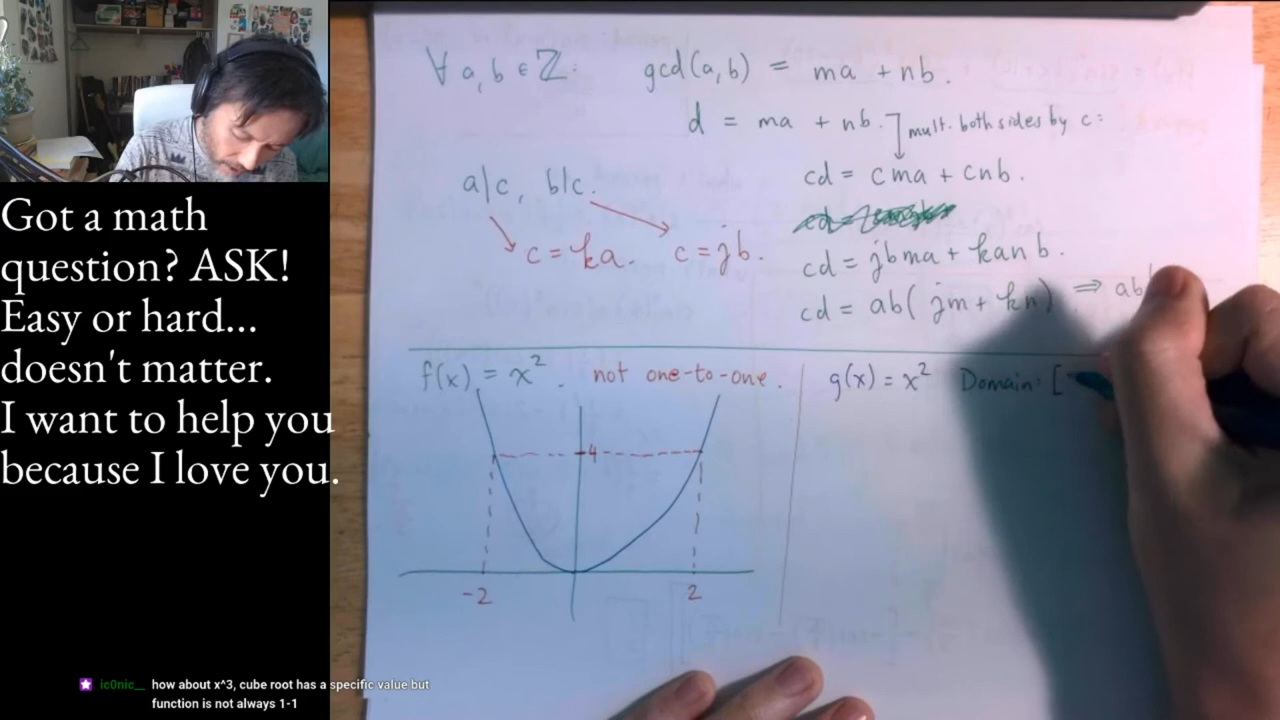 Got a math
question? ASK!
Easy or hard...
doesn't matter.
I want to help you
because I love you.
ic0nic__ how about x^3, cube root has a specific value but
function is not always 1-1
∀ a, b ∈ ℤ: gcd(a, b) = ma + nb.
d = ma + nb. mult. both sides by c:
a|c, b|c. cd = cma + cnb.
c = ka. c = jb. cd = jbma + kanb.
cd = ab( jm + kn) ⇒ ab
f(x) = x². not one-to-one. g(x) = x² Domain: [
4
-2 2